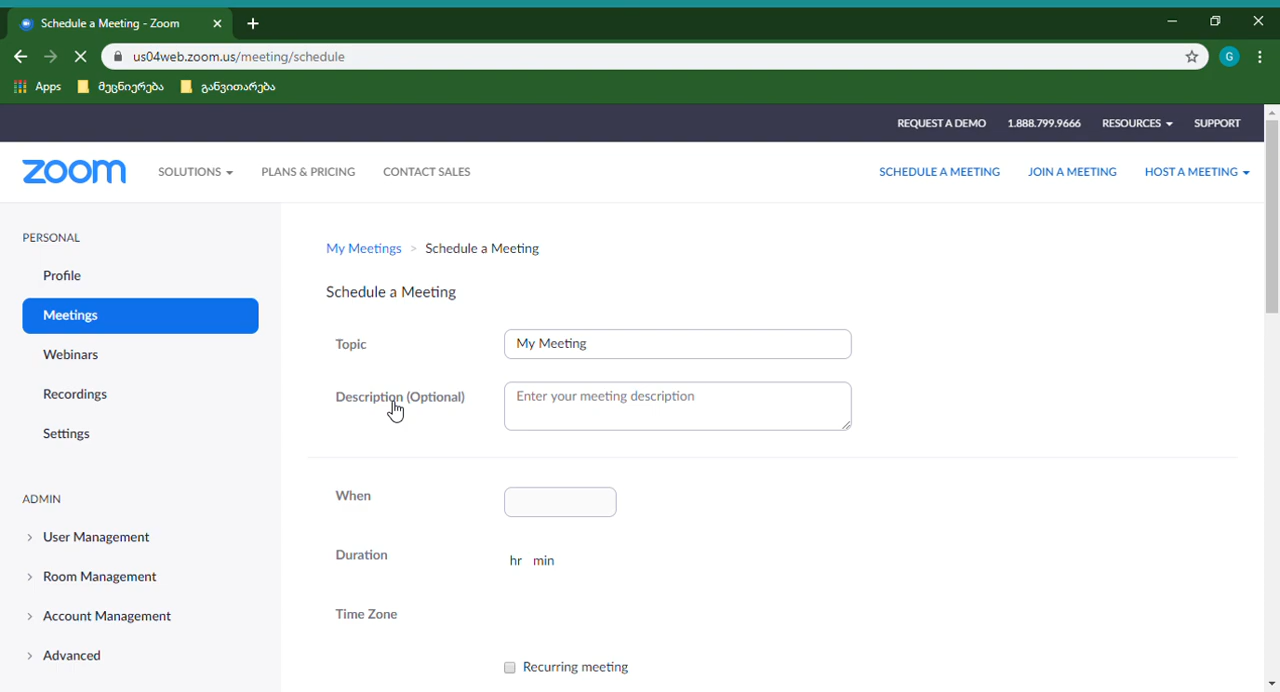 Schedule a Meeting - Zoom
us04web.zoom.us/meeting/schedule
G
Apps
მეცნიერება
განვითარება
REQUEST A DEMO
1.888.799.9666
RESOURCES
SUPPORT
zoom
SOLUTIONS
PLANS & PRICING
CONTACT SALES
SCHEDULE A MEETING
JOIN A MEETING
HOST A MEETING
PERSONAL
Profile
Meetings
Webinars
Recordings
Settings
ADMIN
> User Management
> Room Management
> Account Management
> Advanced
My Meetings > Schedule a Meeting
Schedule a Meeting
Topic
My Meeting
Description (Optional)
Enter your meeting description
When
Duration
hr min
Time Zone
Recurring meeting